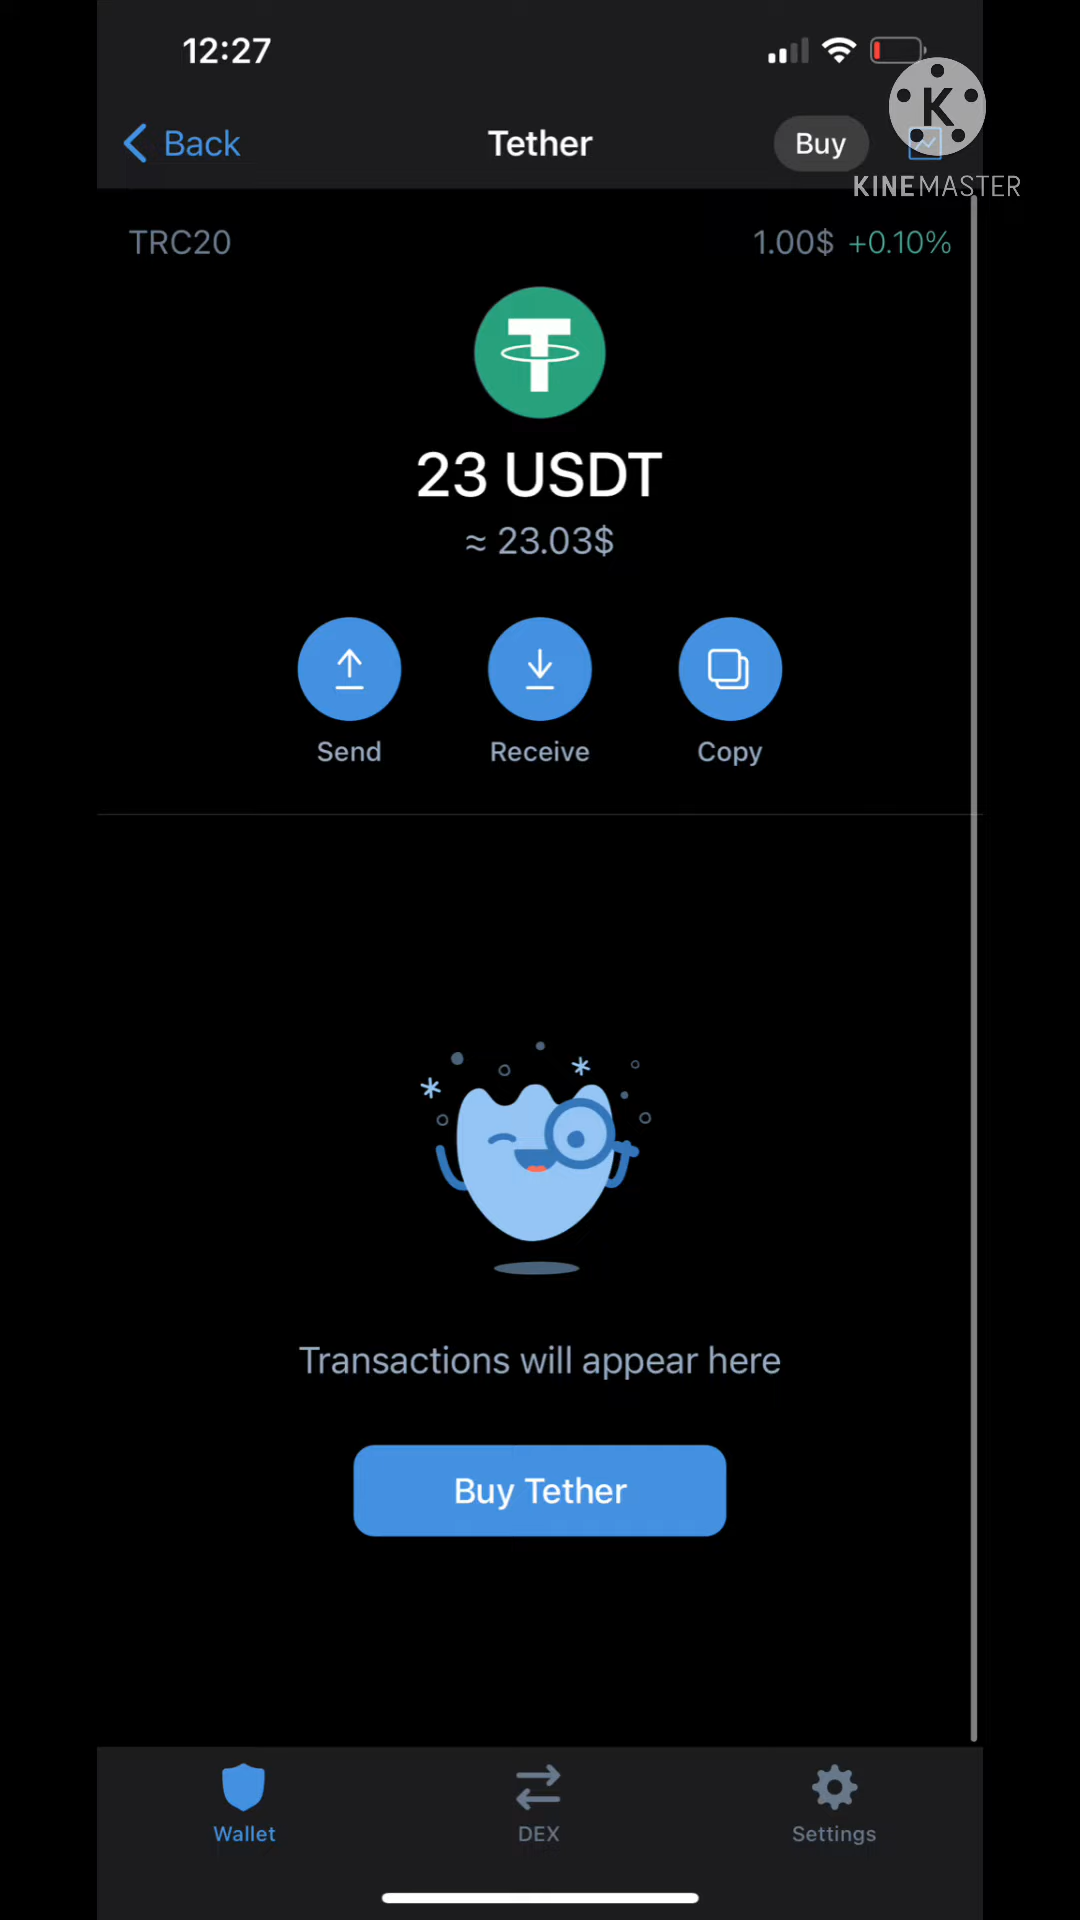 12:27
Back Tether Buy
K
KINEMASTER
TRC20 1.00$ +0.10%
23 USDT
≈ 23.03$
Send Receive Copy
Transactions will appear here
Buy Tether
Wallet DEX Settings